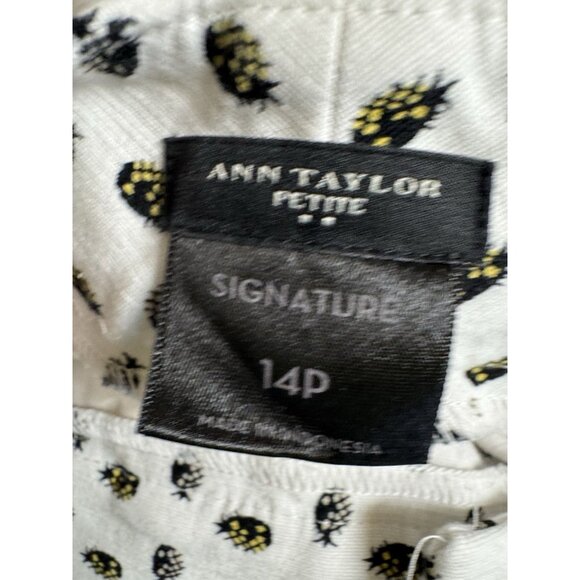 ANN TAYLOR
PETITE
SIGNATURE
14P
MADE IN INDONESIA